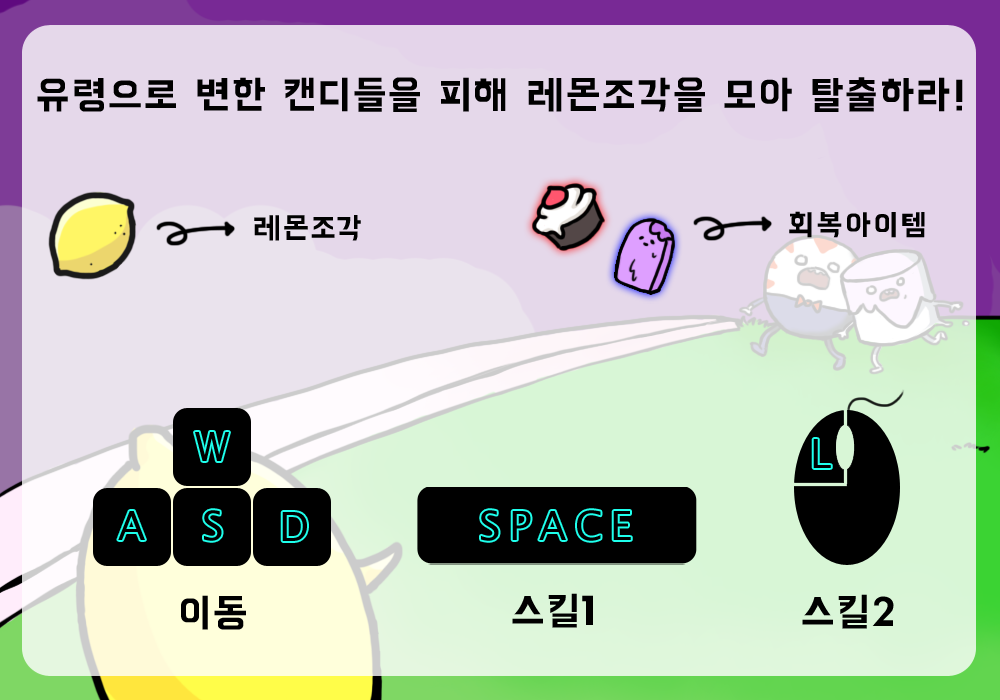 유령으로 변한 캔디들을 피해 레몬조각을 모아 탈출하라!
레몬조각
회복아이템
W
A S D
SPACE
L
이동
스킬1
스킬2